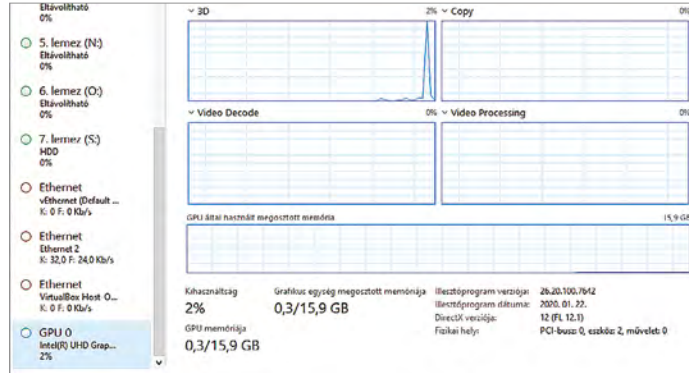 Eltávolítható
0%
5. lemez (N:)
Eltávolítható
0%
6. lemez (O:)
Eltávolítható
0%
7. lemez (S:)
HDD
0%
Ethernet
vEthernet (Default ...
K: 0 F: 0 Kb/s
Ethernet
Ethernet 2
K: 32,0 F: 24,0 Kb/s
Ethernet
VirtualBox Host-O...
K: 0 F: 0 Kb/s
GPU 0
Intel(R) UHD Grap...
2%
3D 2%
Copy 0%
Video Decode 0%
Video Processing 0%
GPU által használt megosztott memória 15,9 GB
Kihasználtság
2%
Grafikus egység megosztott memóriája
0,3/15,9 GB
GPU memóriája
0,3/15,9 GB
Illesztőprogram verziója: 26.20.100.7642
Illesztőprogram dátuma: 2020. 01. 22.
DirectX verziója: 12 (FL 12.1)
Fizikai hely: PCI-busz: 0, eszköz: 2, művelet: 0